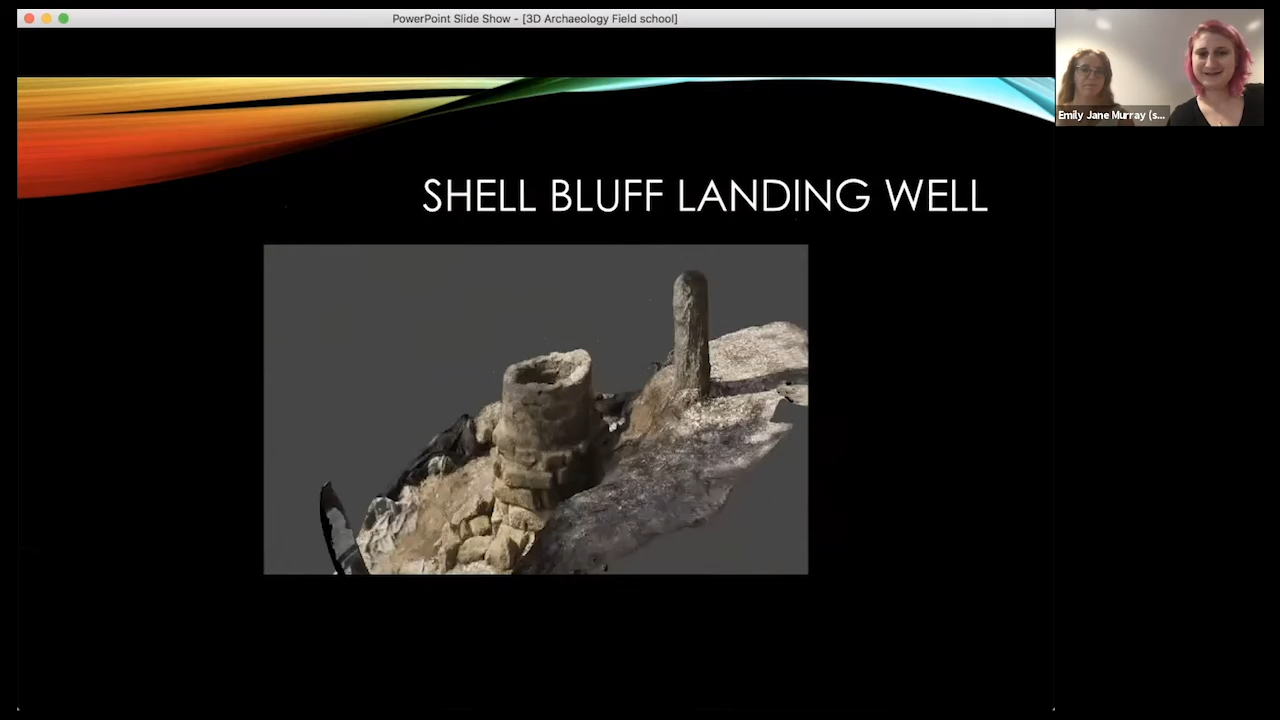 PowerPoint Slide Show - [3D Archaeology Field school]
Emily Jane Murray (s...
SHELL BLUFF LANDING WELL